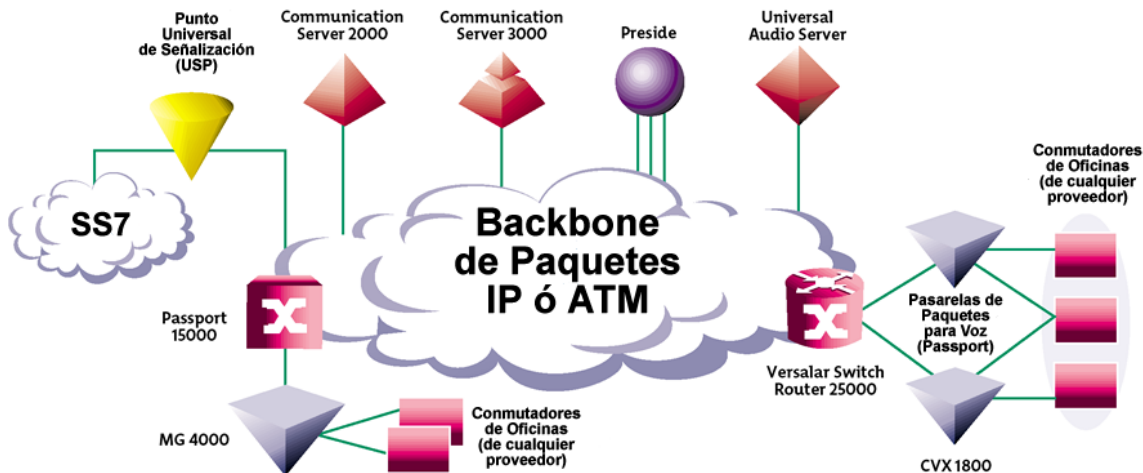 Punto
Universal
de Señalización
(USP)
Communication
Server 2000
Communication
Server 3000
Preside
Universal
Audio Server
SS7
Backbone
de Paquetes
IP ó ATM
Conmutadores
de Oficinas
(de cualquier
proveedor)
Passport
15000
Pasarelas de
Paquetes
para Voz
(Passport)
Versalar Switch
Router 25000
MG 4000
Conmutadores
de Oficinas
(de cualquier
proveedor)
CVX 1800